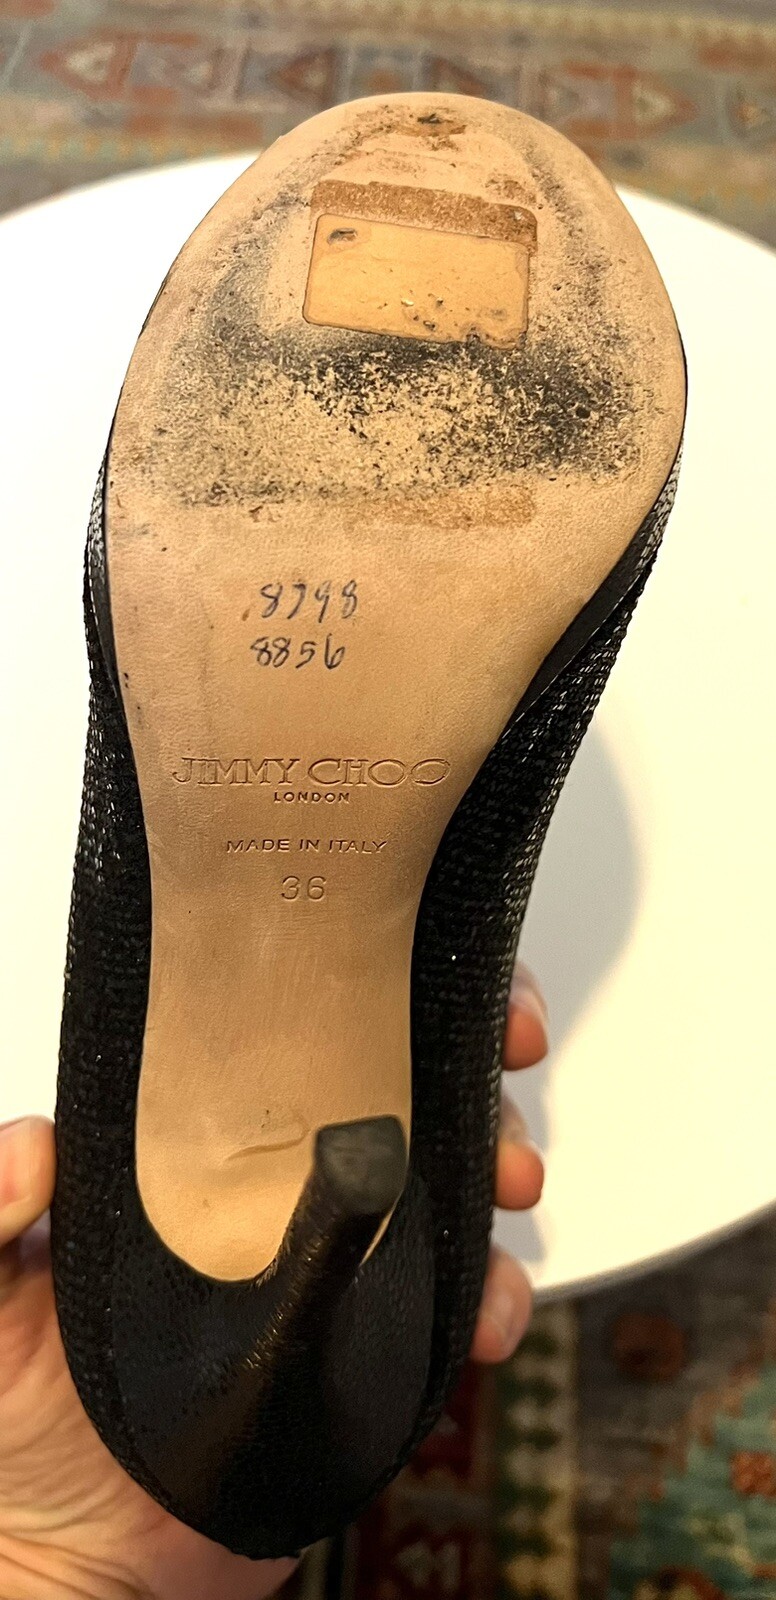 8798
8856
JIMMY CHOO
LONDON
MADE IN ITALY
36